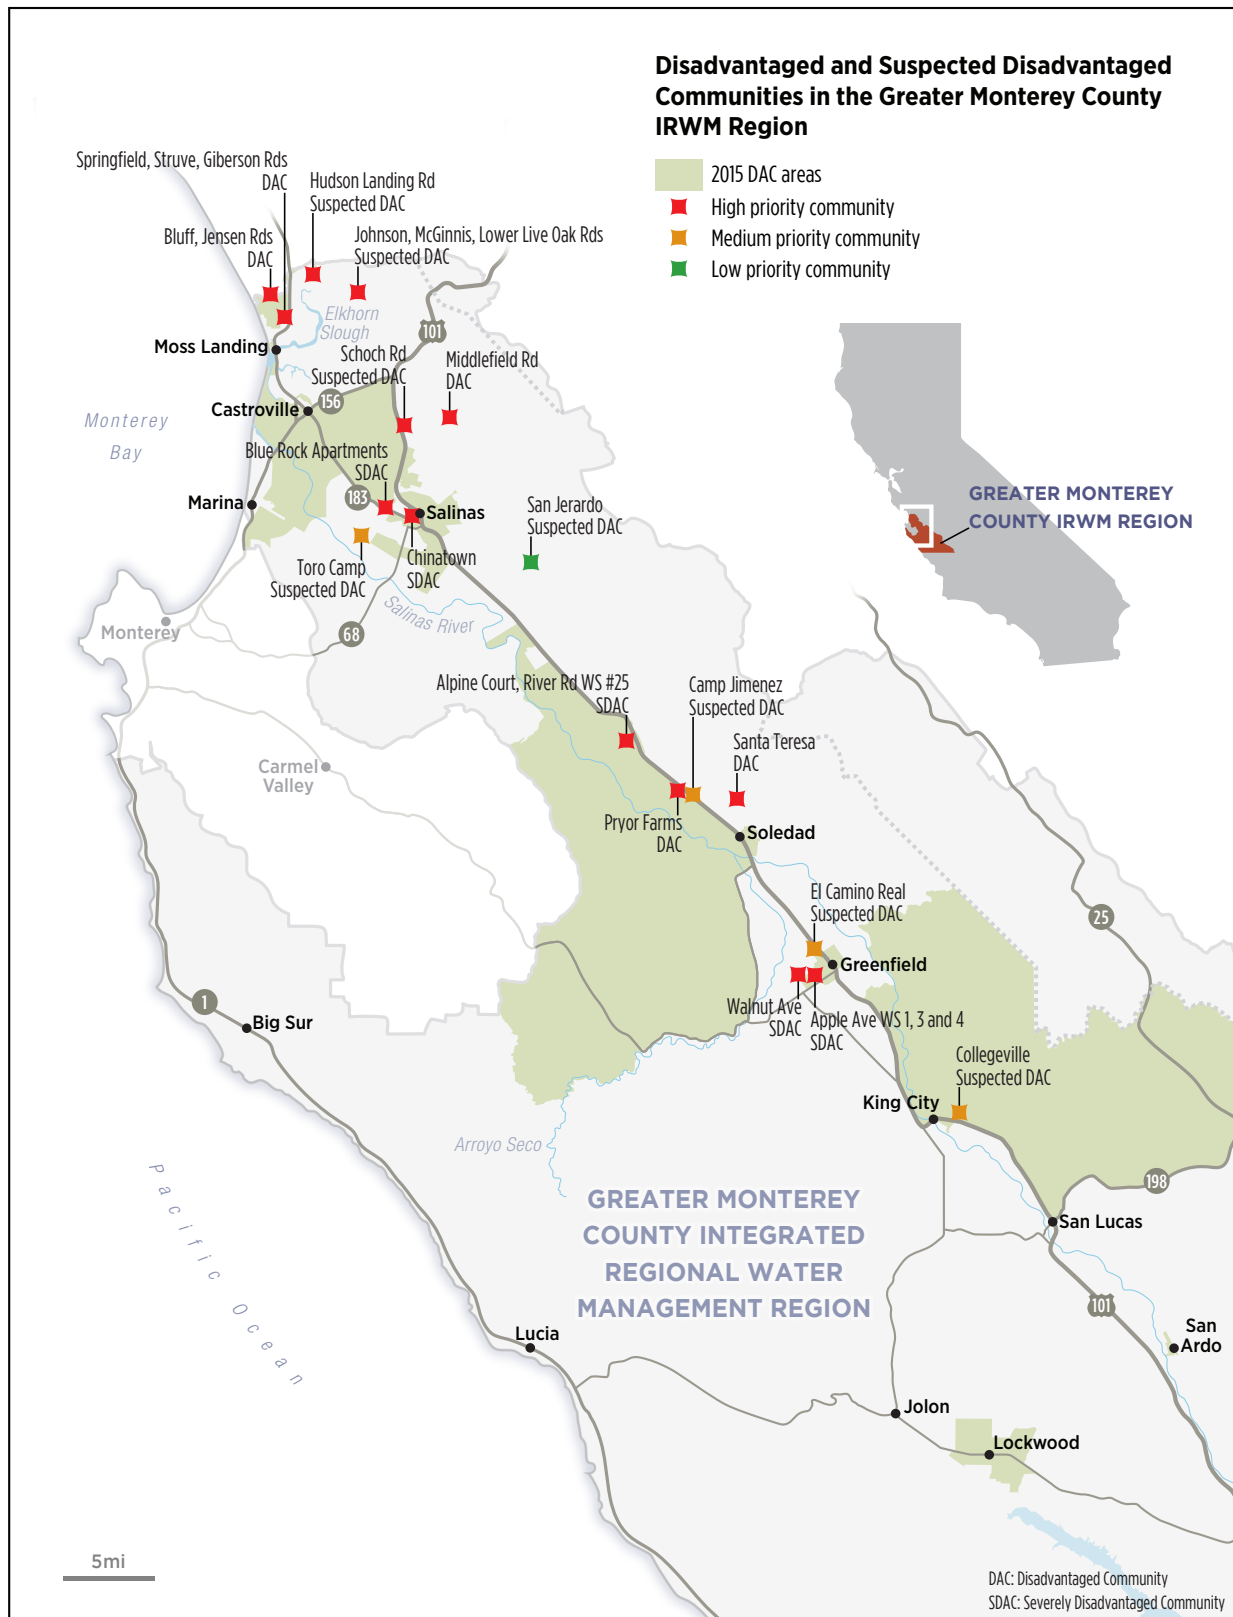 Disadvantaged and Suspected Disadvantaged
Communities in the Greater Monterey County
IRWM Region
2015 DAC areas
High priority community
Medium priority community
Low priority community
Springfield, Struve, Giberson Rds
DAC
Hudson Landing Rd
Suspected DAC
Bluff, Jensen Rds
DAC
Johnson, McGinnis, Lower Live Oak Rds
Suspected DAC
Elkhorn
Slough
101
Moss Landing
Schoch Rd
Suspected DAC
Middlefield Rd
DAC
156
Castroville
Monterey
Bay
Blue Rock Apartments
SDAC
183
Marina
Salinas
San Jerardo
Suspected DAC
GREATER MONTEREY
COUNTY IRWM REGION
Toro Camp
Suspected DAC
Chinatown
SDAC
Salinas River
Monterey
68
Alpine Court, River Rd WS #25
SDAC
Camp Jimenez
Suspected DAC
Santa Teresa
DAC
Carmel
Valley
Pryor Farms
DAC
Soledad
El Camino Real
Suspected DAC
25
Greenfield
Walnut Ave
SDAC
Apple Ave WS 1, 3 and 4
SDAC
1
Big Sur
Collegeville
Suspected DAC
King City
Arroyo Seco
Pacific Ocean
198
GREATER MONTEREY
COUNTY INTEGRATED
REGIONAL WATER
MANAGEMENT REGION
San Lucas
101
San
Ardo
Lucia
Jolon
Lockwood
5mi
DAC: Disadvantaged Community
SDAC: Severely Disadvantaged Community